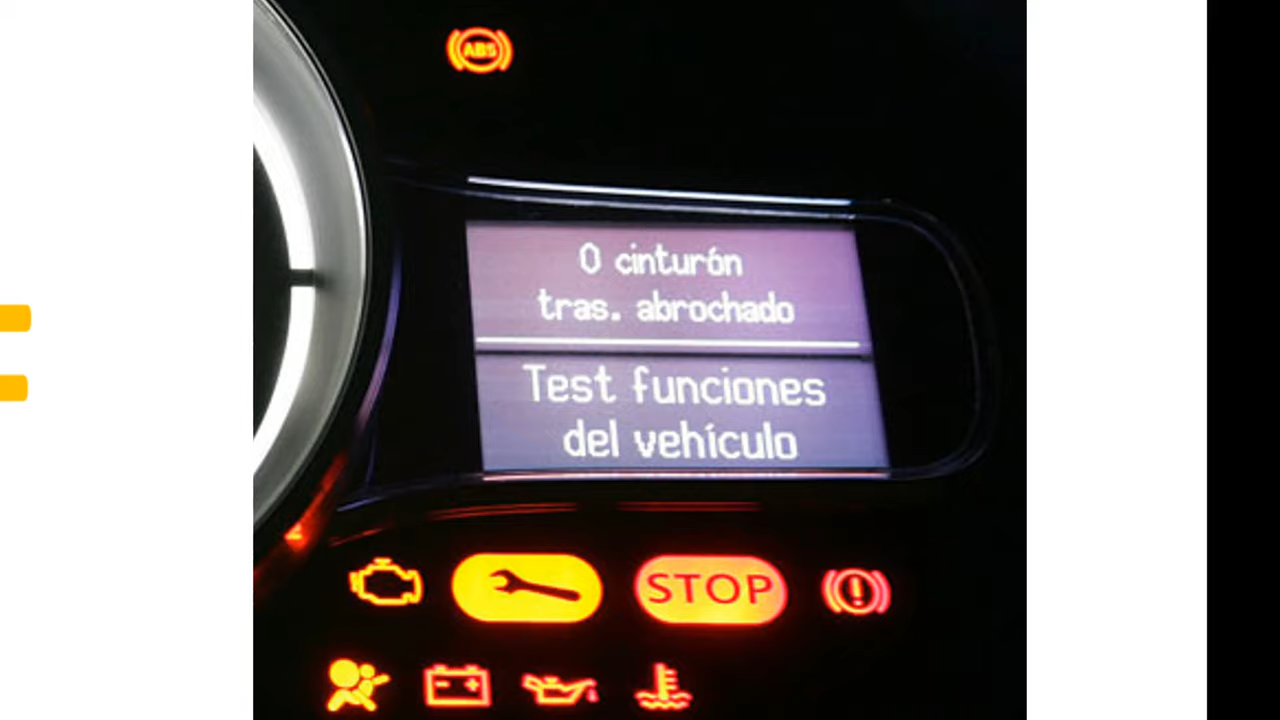 ABS
0 cinturón
tras. abrochado
Test funciones
del vehículo
STOP